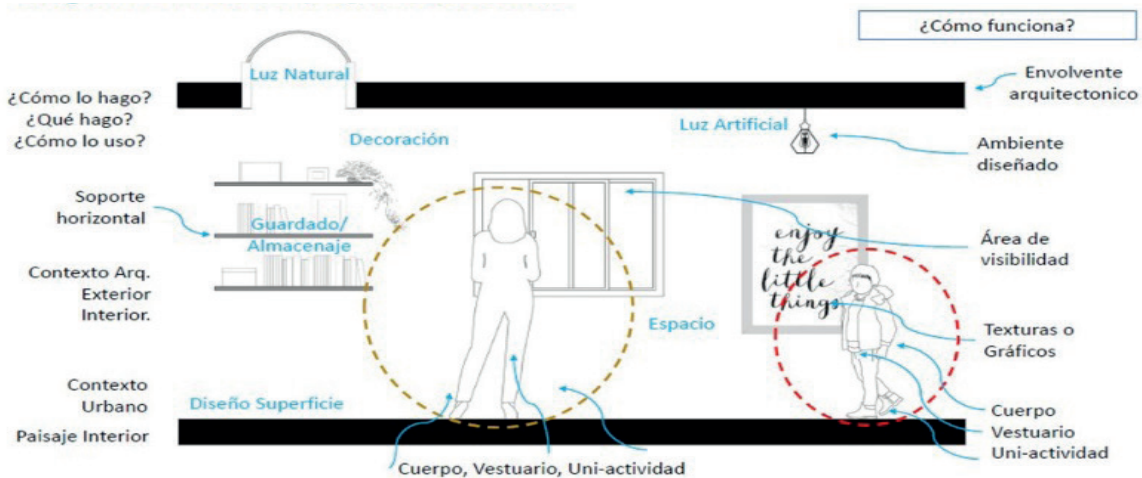 ¿Cómo funciona?
Luz Natural
Envolvente
arquitectonico
¿Cómo lo hago?
¿Qué hago?
¿Cómo lo uso?
Decoración
Luz Artificial
Ambiente
diseñado
Soporte
horizontal
Guardado/
Almacenaje
enjoy
the
little
things
Área de
visibilidad
Contexto Arq.
Exterior
Interior.
Espacio
Texturas o
Gráficos
Contexto
Urbano
Diseño Superficie
Paisaje Interior
Cuerpo
Vestuario
Uni-actividad
Cuerpo, Vestuario, Uni-actividad